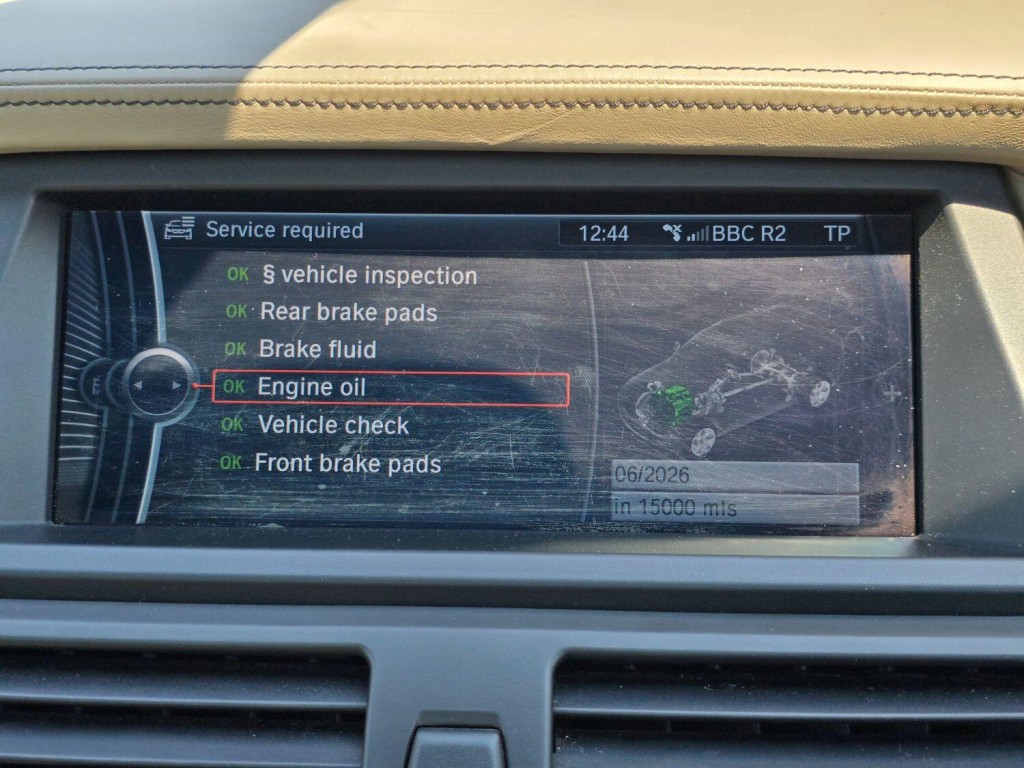 Service required
12:44 BBC R2 TP
OK § vehicle inspection
OK Rear brake pads
OK Brake fluid
OK Engine oil
OK Vehicle check
OK Front brake pads
06/2026
in 15000 mls